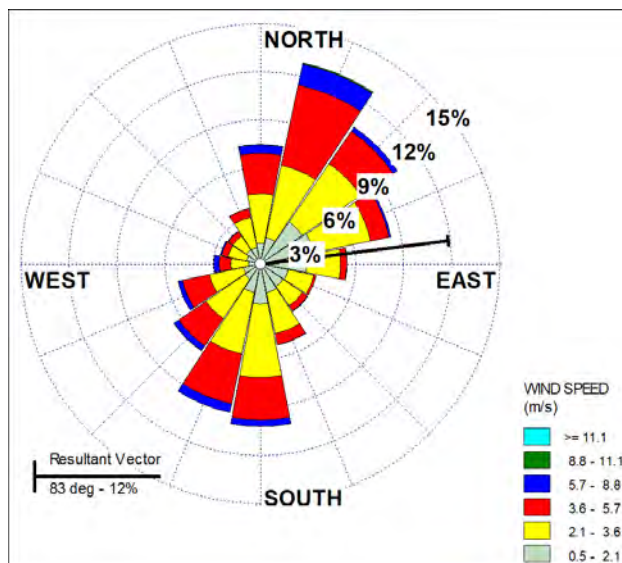 NORTH
15%
12%
9%
6%
3%
WEST
EAST
WIND SPEED
(m/s)
>= 11.1
8.8 - 11.1
5.7 - 8.8
3.6 - 5.7
2.1 - 3.6
0.5 - 2.1
Resultant Vector
83 deg - 12%
SOUTH